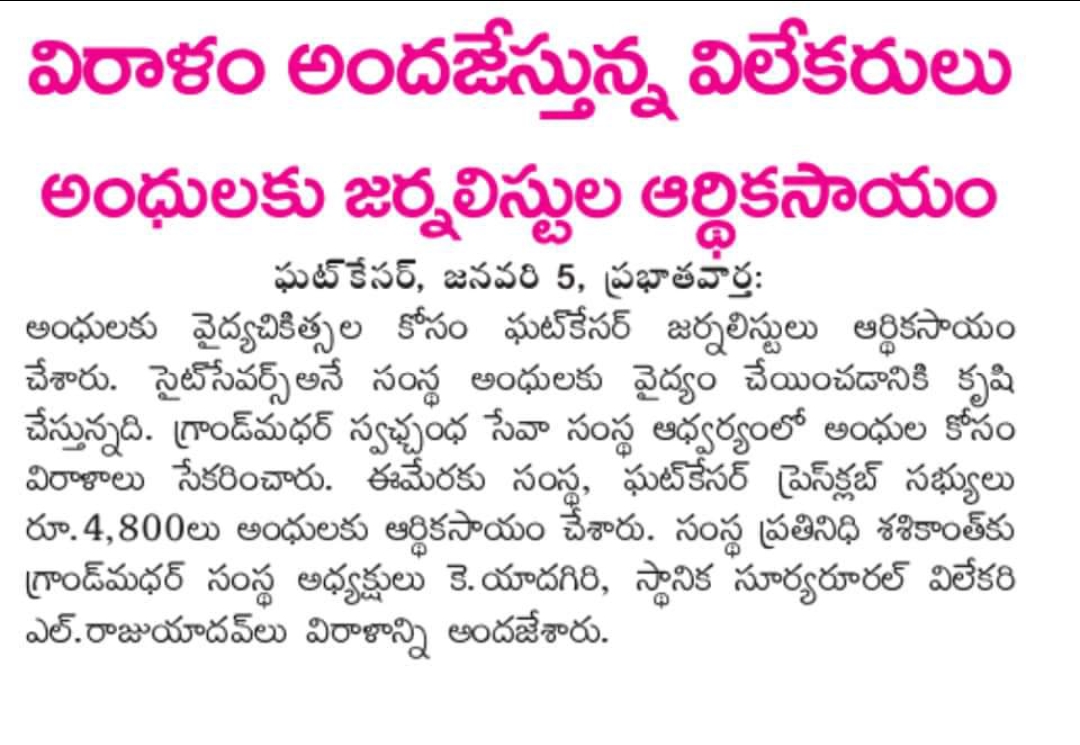 విరాళం అందజేస్తున్న విలేకరులు
అంధులకు జర్నలిస్టుల ఆర్థికసాయం
ఘట్‌కేసర్, జనవరి 5, ప్రభాతవార్త:
అంధులకు వైద్యచికిత్సల కోసం ఘట్‌కేసర్ జర్నలిస్టులు ఆర్థికసాయం
చేశారు. సైట్‌సేవర్స్‌అనే సంస్థ అంధులకు వైద్యం చేయించడానికి కృషి
చేస్తున్నది. గ్రాండ్‌మధర్ స్వచ్ఛంధ సేవా సంస్థ ఆధ్వర్యంలో అంధుల కోసం
విరాళాలు సేకరించారు. ఈమేరకు సంస్థ, ఘట్‌కేసర్ ప్రెస్‌క్లబ్ సభ్యులు
రూ.4,800లు అంధులకు ఆర్థికసాయం చేశారు. సంస్థ ప్రతినిధి శశికాంత్‌కు
గ్రాండ్‌మధర్ సంస్థ అధ్యక్షులు కె.యాదగిరి, స్థానిక సూర్యరూరల్ విలేకరి
ఎల్.రాజుయాదవ్‌లు విరాళాన్ని అందజేశారు.